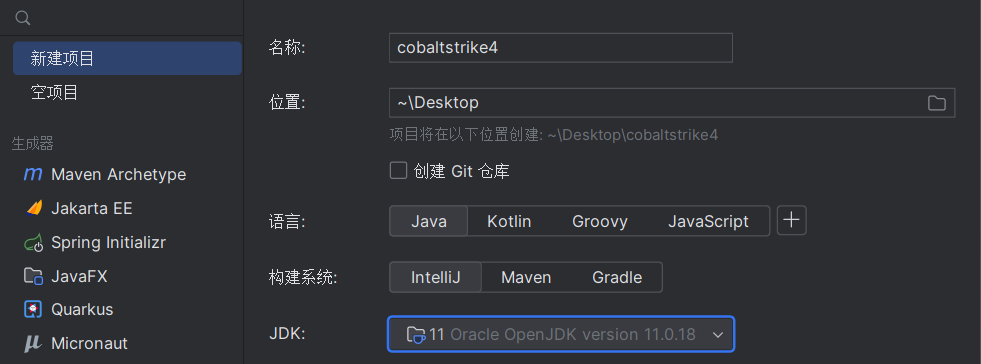 新建项目
空项目
生成器
Maven Archetype
Jakarta EE
Spring Initializr
JavaFX
Quarkus
Micronaut
名称: cobaltstrike4
位置: ~\Desktop
项目将在以下位置创建: ~\Desktop\cobaltstrike4
创建 Git 仓库
语言: Java Kotlin Groovy JavaScript +
构建系统: IntelliJ Maven Gradle
JDK: 11 Oracle OpenJDK version 11.0.18